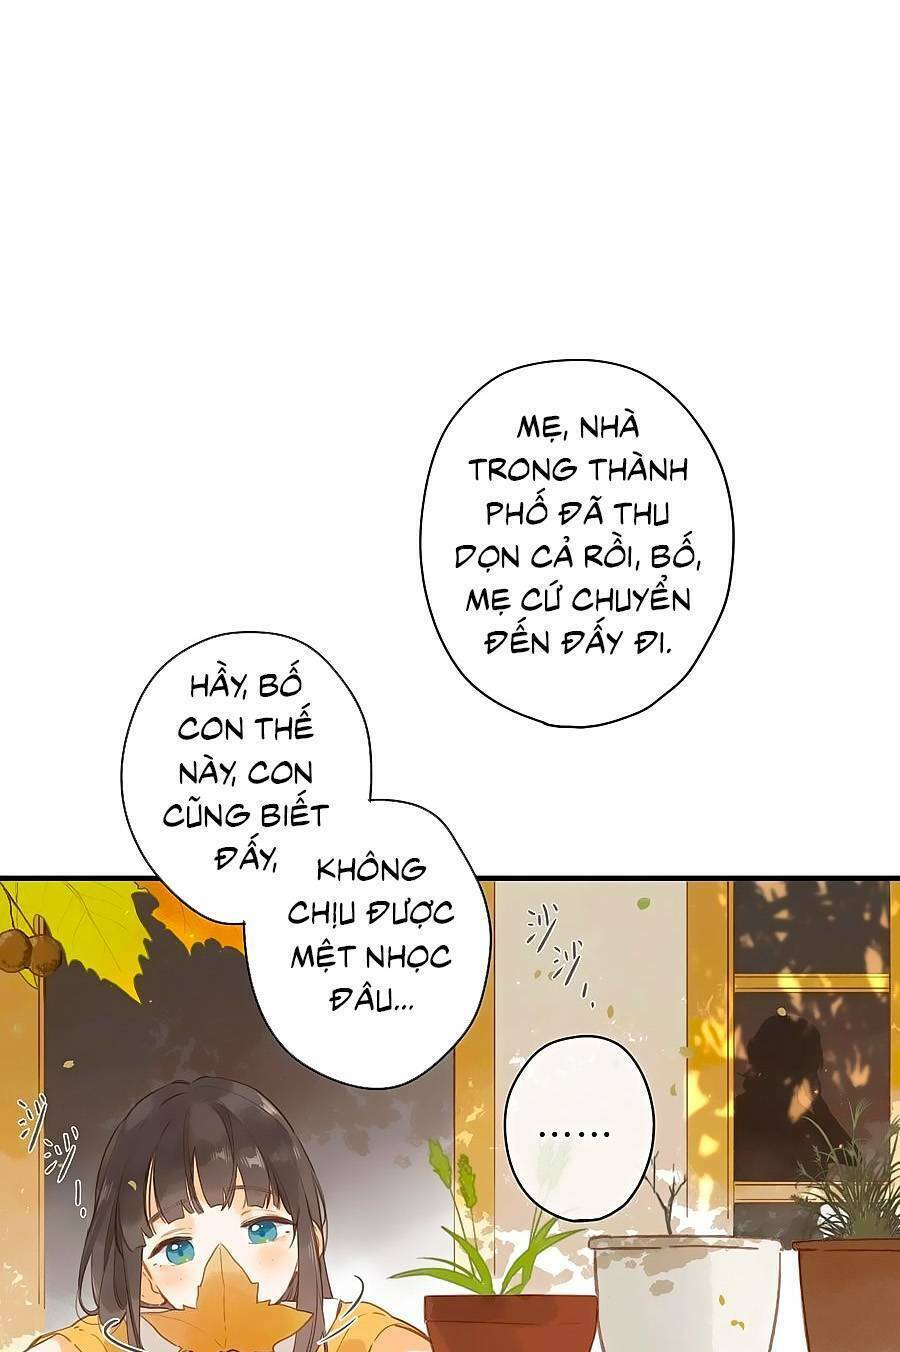 MẸ, NHÀ
TRONG THÀNH
PHỐ ĐÃ THU
DỌN CẢ RỒI, BỐ,
MẸ CỨ CHUYỂN
ĐẾN ĐẤY ĐI.
HẦY, BỐ
CON THẾ
NÀY, CON
CŨNG BIẾT
ĐẤY,
KHÔNG
CHỊU ĐƯỢC
MỆT NHỌC
ĐÂU...
......